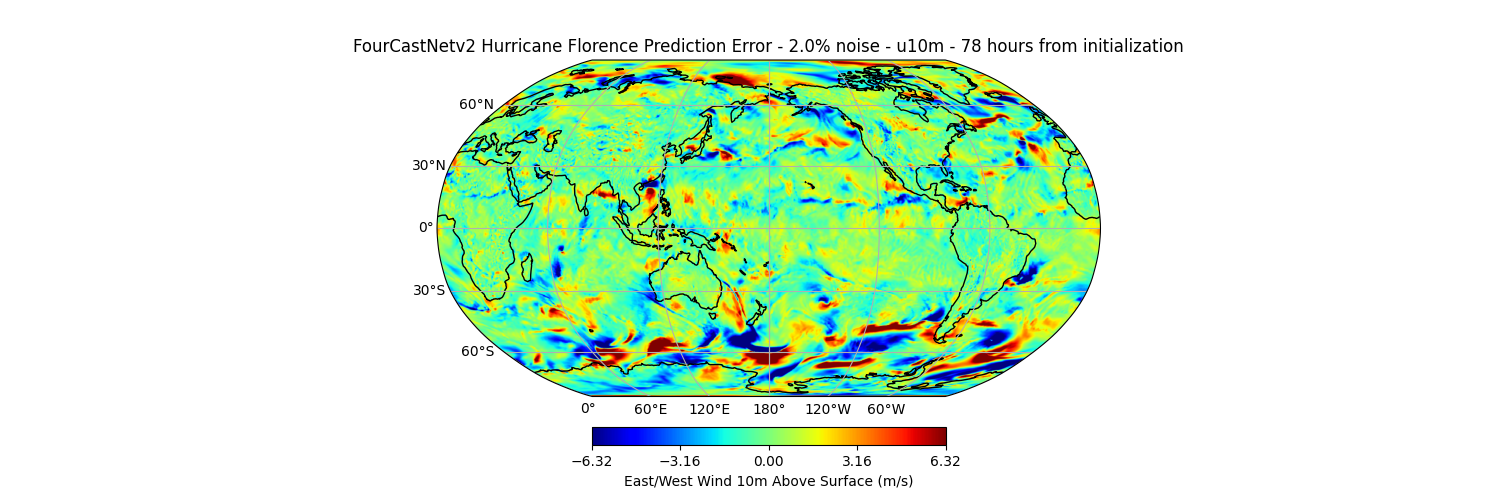 FourCastNetv2 Hurricane Florence Prediction Error - 2.0% noise - u10m - 78 hours from initialization
60°N
30°N
0°
30°S
60°S
0° 60°E 120°E 180° 120°W 60°W
−6.32 −3.16 0.00 3.16 6.32
East/West Wind 10m Above Surface (m/s)